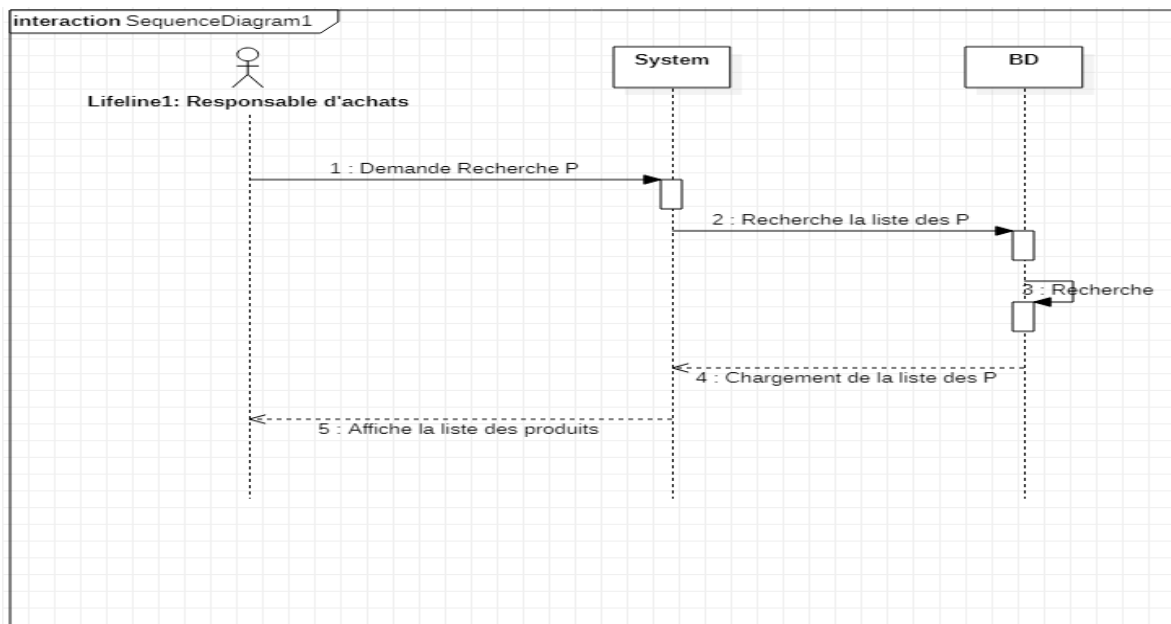 interaction SequenceDiagram1
System
BD
Lifeline1: Responsable d'achats
1 : Demande Recherche P
2 : Recherche la liste des P
3 : Recherche
4 : Chargement de la liste des P
5 : Affiche la liste des produits